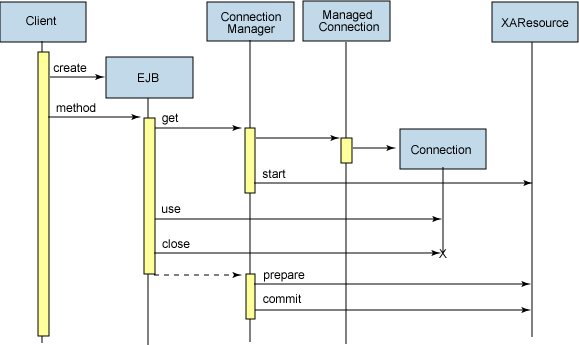 Client
Connection
Manager
Managed
Connection
XAResource
create
EJB
method
get
Connection
start
use
close
X
prepare
commit